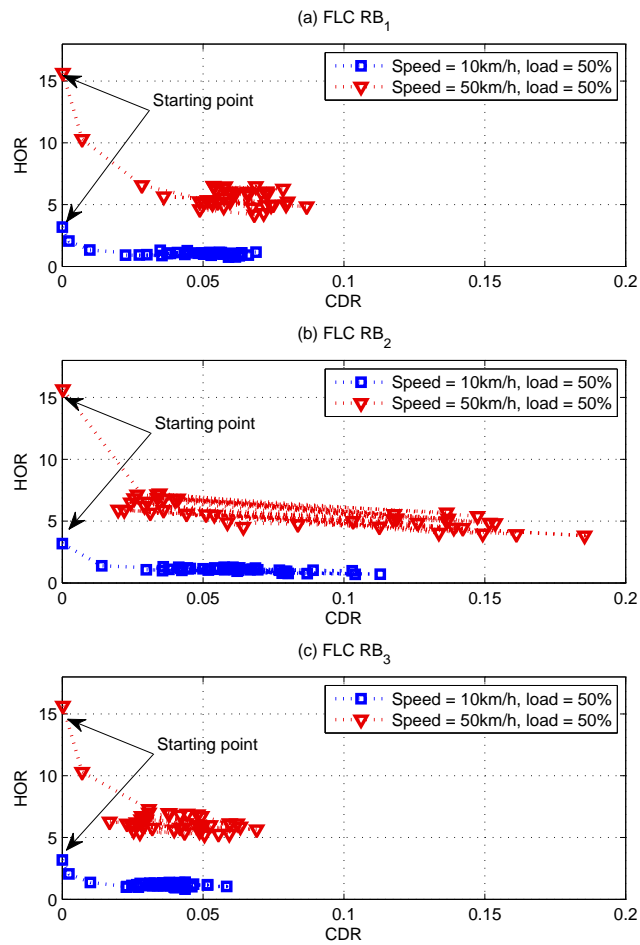 (a) FLC RB₁
HOR
15
10
5
0
Starting point
Speed = 10km/h, load = 50%
Speed = 50km/h, load = 50%
0 0.05 0.1 0.15 0.2
CDR
(b) FLC RB₂
HOR
15
10
5
0
Starting point
Speed = 10km/h, load = 50%
Speed = 50km/h, load = 50%
0 0.05 0.1 0.15 0.2
CDR
(c) FLC RB₃
HOR
15
10
5
0
Starting point
Speed = 10km/h, load = 50%
Speed = 50km/h, load = 50%
0 0.05 0.1 0.15 0.2
CDR